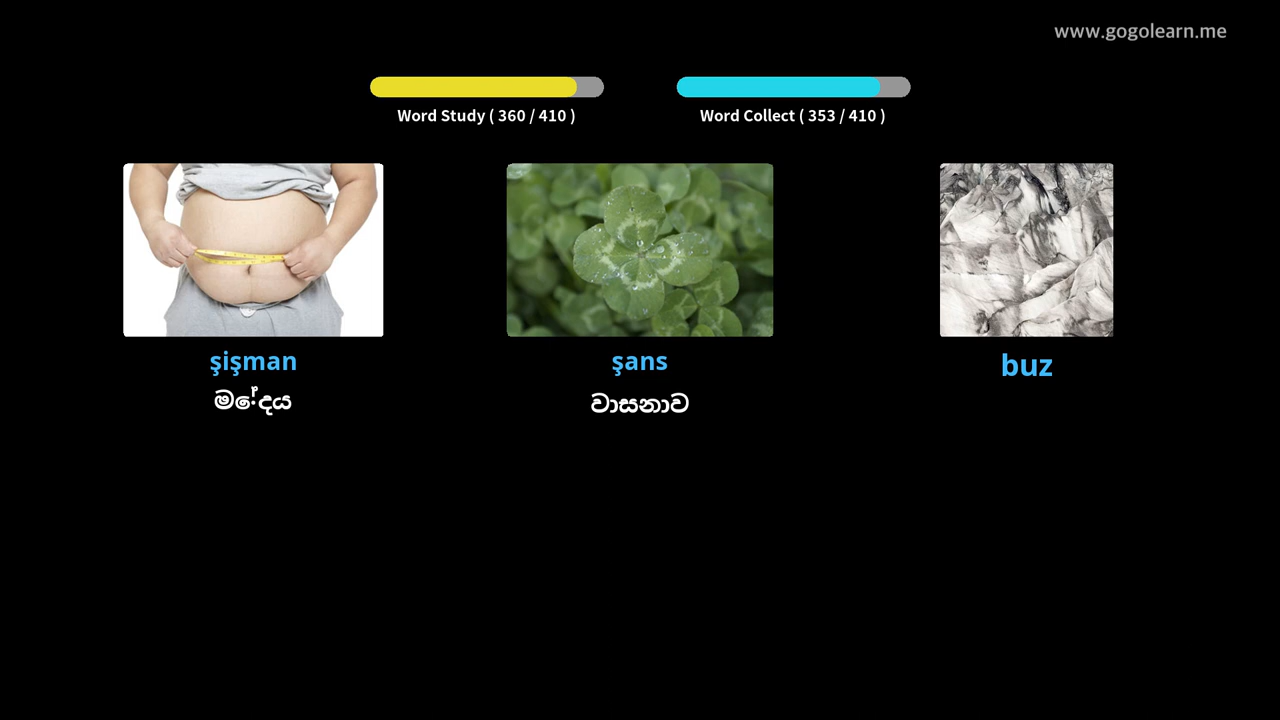 www.gogolearn.me
Word Study ( 360 / 410 )
Word Collect ( 353 / 410 )
şişman
şans
buz
මේදය
වාසනාව